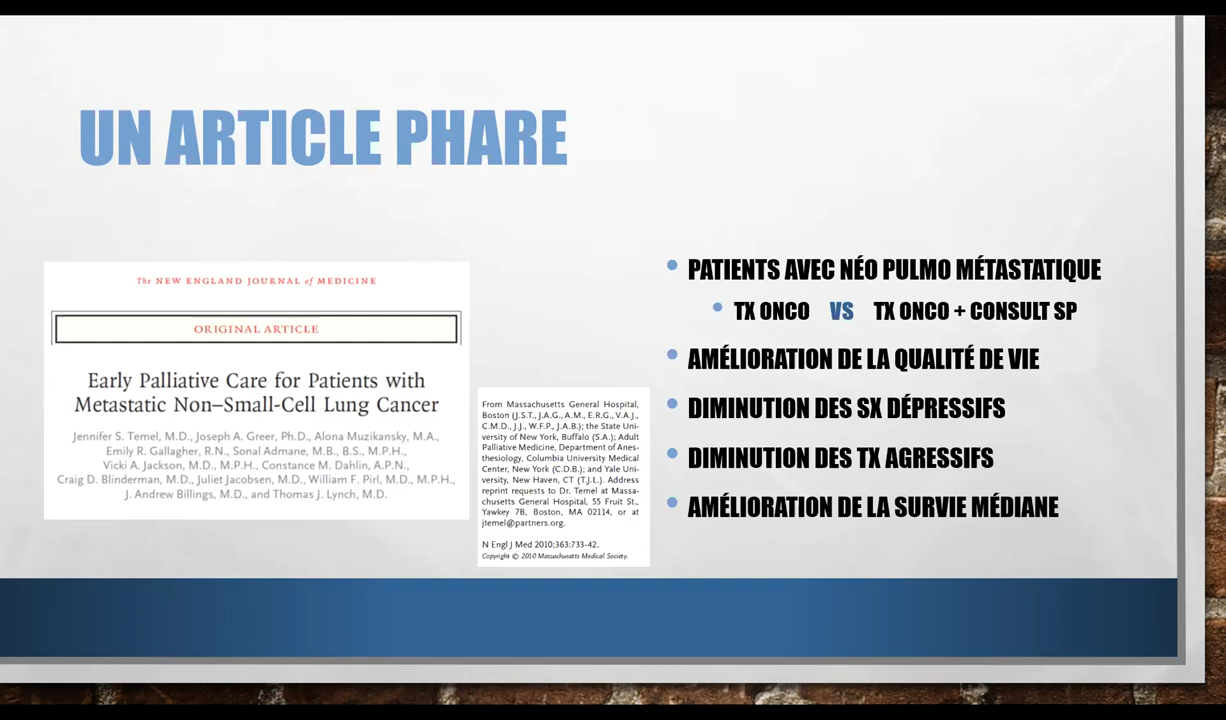 UN ARTICLE PHARE
The NEW ENGLAND JOURNAL of MEDICINE
ORIGINAL ARTICLE
Early Palliative Care for Patients with
Metastatic Non–Small-Cell Lung Cancer
Jennifer S. Temel, M.D., Joseph A. Greer, Ph.D., Alona Muzikansky, M.A.,
Emily R. Gallagher, R.N., Sonal Admane, M.B., B.S., M.P.H.,
Vicki A. Jackson, M.D., M.P.H., Constance M. Dahlin, A.P.N.,
Craig D. Blinderman, M.D., Juliet Jacobsen, M.D., William F. Pirl, M.D., M.P.H.,
J. Andrew Billings, M.D., and Thomas J. Lynch, M.D.
From Massachusetts General Hospital,
Boston (J.S.T., J.A.G., A.M., E.R.G., V.A.J.,
C.M.D., J.J., W.F.P., J.A.B.); the State Uni-
versity of New York, Buffalo (S.A.); Adult
Palliative Medicine, Department of Anes-
thesiology, Columbia University Medical
Center, New York (C.D.B.); and Yale Uni-
versity, New Haven, CT (T.J.L.). Address
reprint requests to Dr. Temel at Massa-
chusetts General Hospital, 55 Fruit St.,
Yawkey 7B, Boston, MA 02114, or at
jtemel@partners.org.
N Engl J Med 2010;363:733-42.
Copyright © 2010 Massachusetts Medical Society.
• PATIENTS AVEC NÉO PULMO MÉTASTATIQUE
• TX ONCO VS TX ONCO + CONSULT SP
• AMÉLIORATION DE LA QUALITÉ DE VIE
• DIMINUTION DES SX DÉPRESSIFS
• DIMINUTION DES TX AGRESSIFS
• AMÉLIORATION DE LA SURVIE MÉDIANE